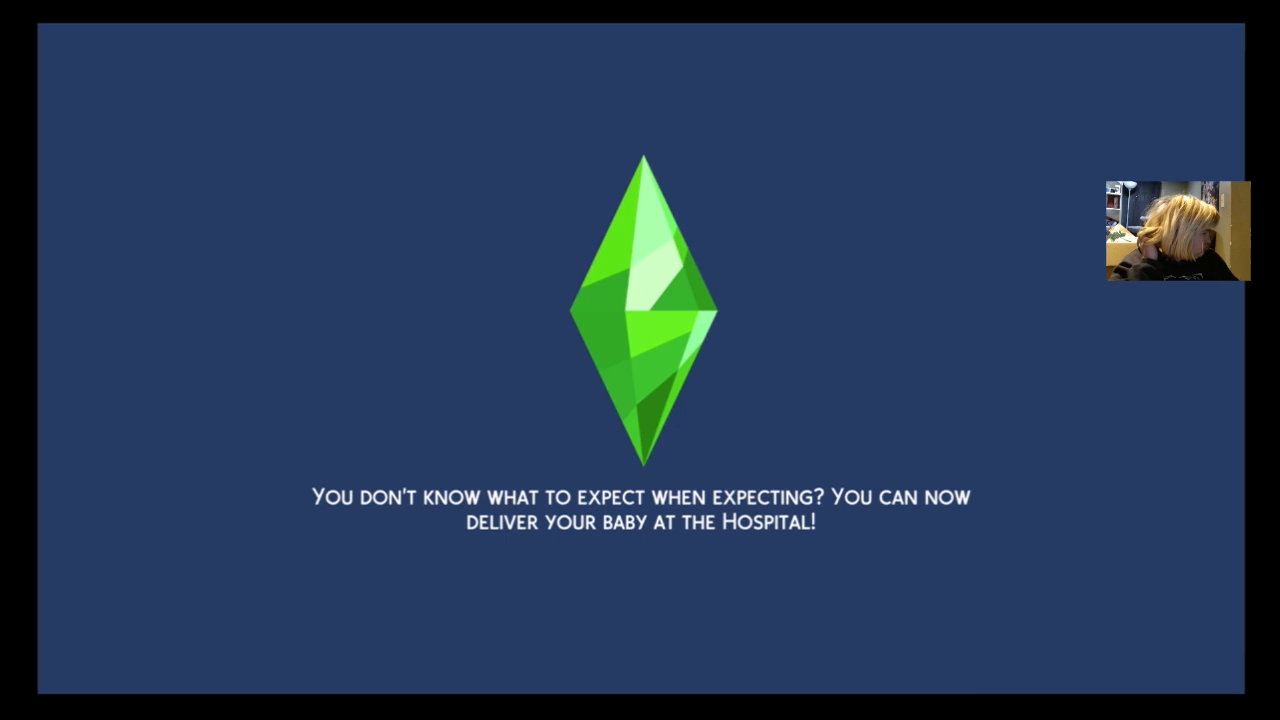 You don't know what to expect when expecting? You can now
deliver your baby at the Hospital!